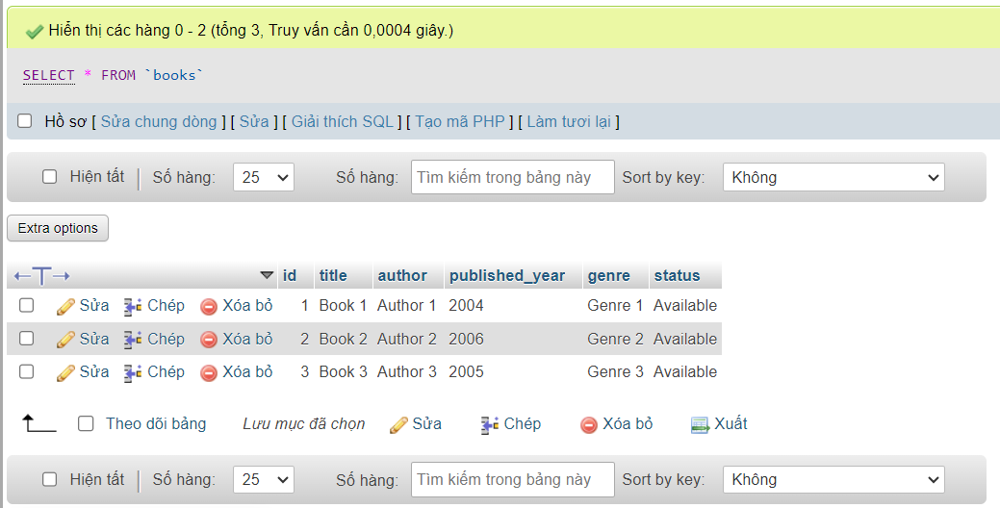 Hiển thị các hàng 0 - 2 (tổng 3, Truy vấn cần 0,0004 giây.)
SELECT * FROM `books`
Hồ sơ [ Sửa chung dòng ] [ Sửa ] [ Giải thích SQL ] [ Tạo mã PHP ] [ Làm tươi lại ]
Hiện tất Số hàng: 25 Số hàng: Tìm kiếm trong bảng này Sort by key: Không
Extra options
id title author published_year genre status
Sửa Chép Xóa bỏ 1 Book 1 Author 1 2004 Genre 1 Available
Sửa Chép Xóa bỏ 2 Book 2 Author 2 2006 Genre 2 Available
Sửa Chép Xóa bỏ 3 Book 3 Author 3 2005 Genre 3 Available
Theo dõi bảng Lưu mục đã chọn Sửa Chép Xóa bỏ Xuất
Hiện tất Số hàng: 25 Số hàng: Tìm kiếm trong bảng này Sort by key: Không